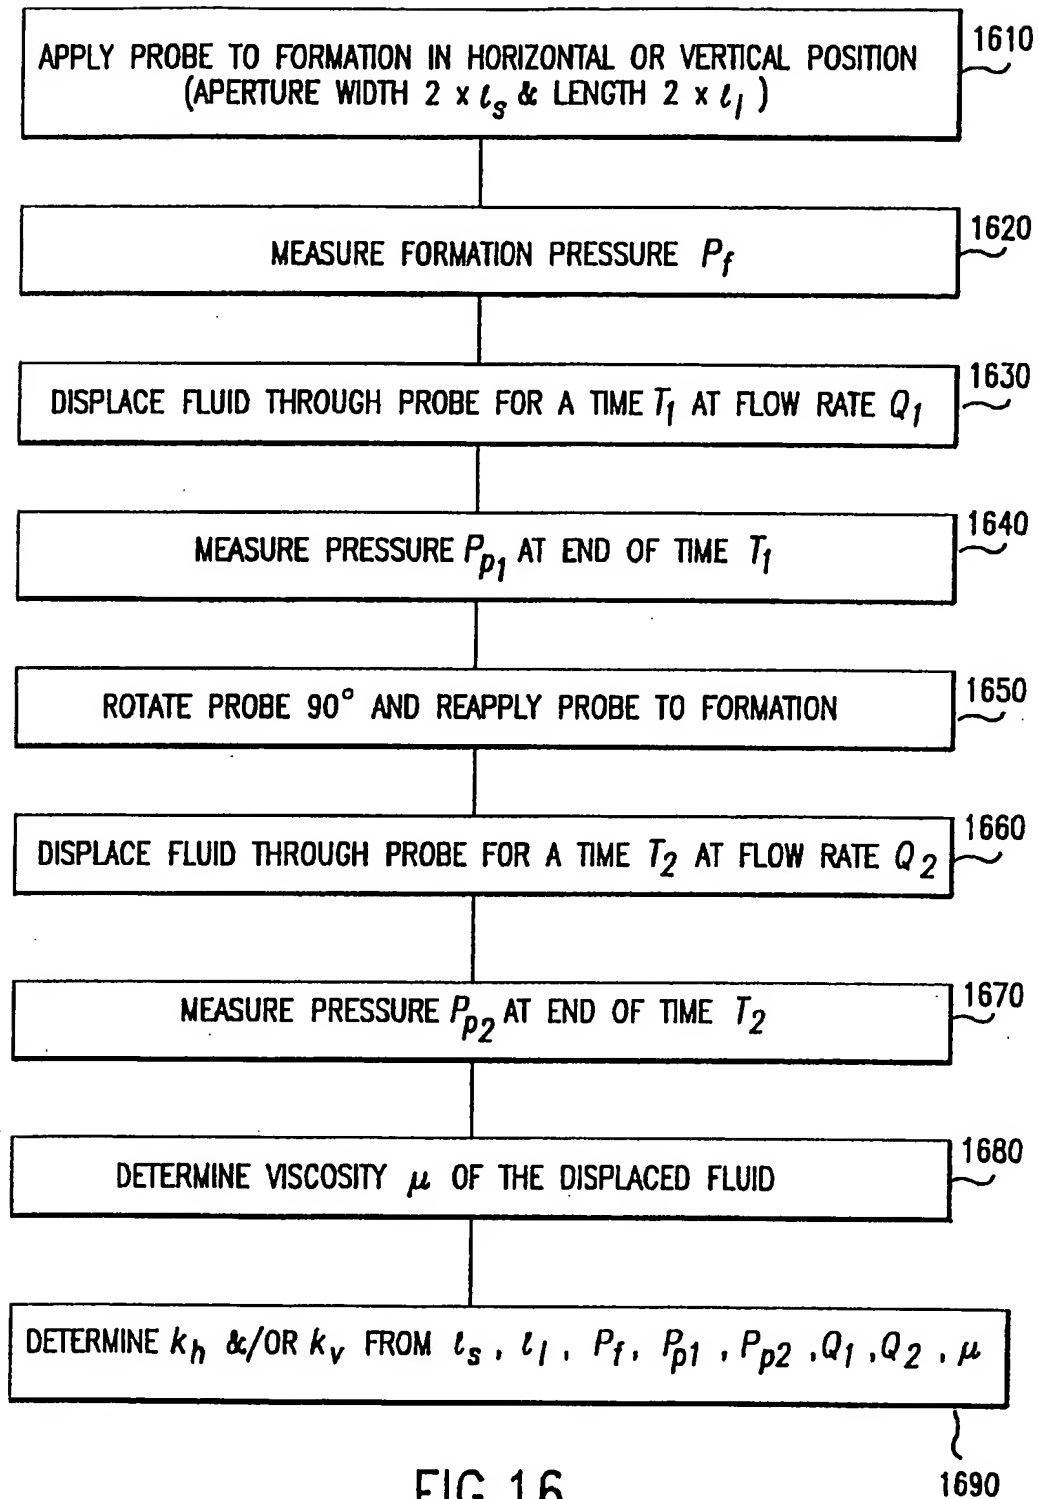 APPLY PROBE TO FORMATION IN HORIZONTAL OR VERTICAL POSITION
(APERTURE WIDTH 2 x ℓs & LENGTH 2 x ℓl )
1610
MEASURE FORMATION PRESSURE Pf
1620
DISPLACE FLUID THROUGH PROBE FOR A TIME T1 AT FLOW RATE Q1
1630
MEASURE PRESSURE Pp1 AT END OF TIME T1
1640
ROTATE PROBE 90° AND REAPPLY PROBE TO FORMATION
1650
DISPLACE FLUID THROUGH PROBE FOR A TIME T2 AT FLOW RATE Q2
1660
MEASURE PRESSURE Pp2 AT END OF TIME T2
1670
DETERMINE VISCOSITY μ OF THE DISPLACED FLUID
1680
DETERMINE kh &/OR kv FROM ℓs , ℓl , Pf, Pp1 , Pp2 ,Q1 ,Q2 , μ
1690
FIG.16